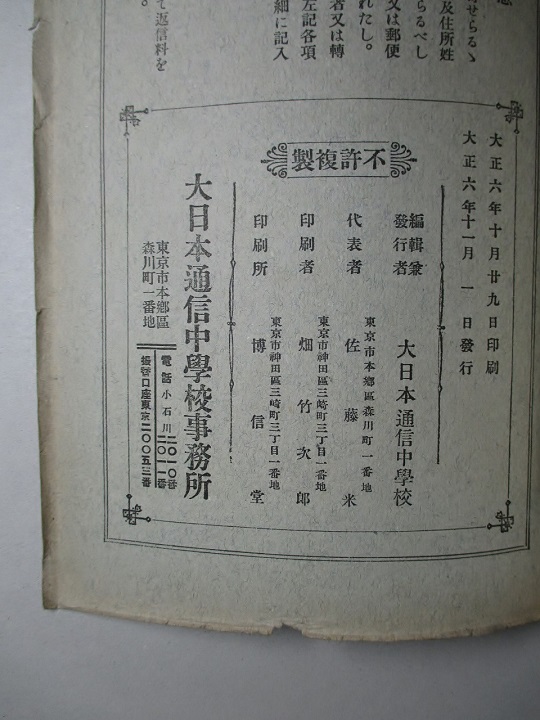 せらるゝ
及住所姓
らるべし
又は郵便
れたし。
者又は轉
左記各項
細に記入
て返信料を
大正六年十月廿九日印刷
大正六年十一月一日發行
不許複製
編輯兼發行者 大日本通信中學校
東京市本鄕區森川町一番地
代表者 佐藤米
東京市神田區三崎町三丁目一番地
印刷者 畑竹次郎
東京市神田區三崎町三丁目一番地
印刷所 博信堂
大日本通信中學校事務所
東京市本鄕區
森川町一番地
電話小石川 二〇一〇番
二〇一一番
振替口座東京二〇〇五三番